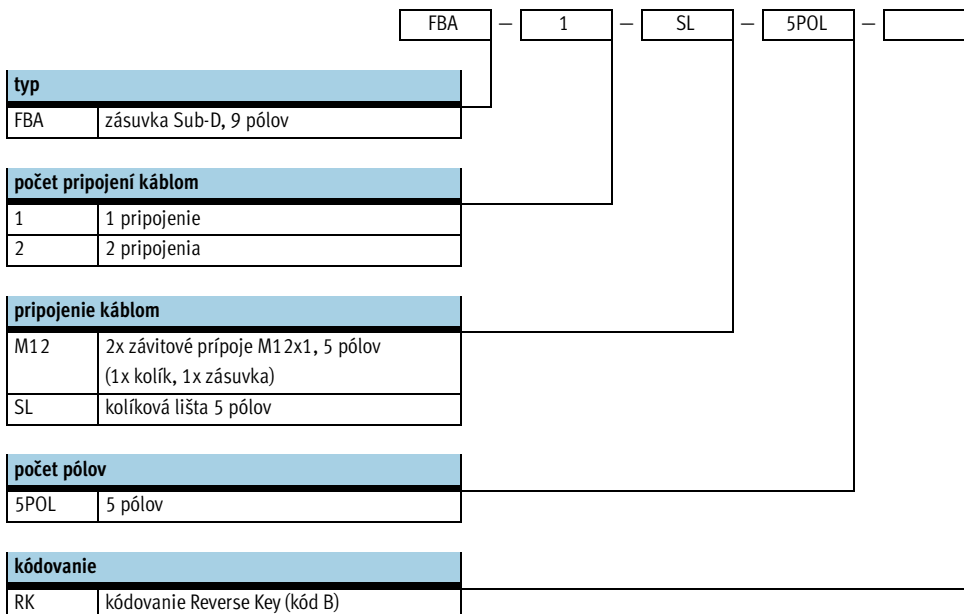 FBA – 1 – SL – 5POL –
typ
FBA zásuvka Sub-D, 9 pólov
počet pripojení káblom
1 1 pripojenie
2 2 pripojenia
pripojenie káblom
M12 2x závitové prípoje M12x1, 5 pólov
(1x kolík, 1x zásuvka)
SL kolíková lišta 5 pólov
počet pólov
5POL 5 pólov
kódovanie
RK kódovanie Reverse Key (kód B)